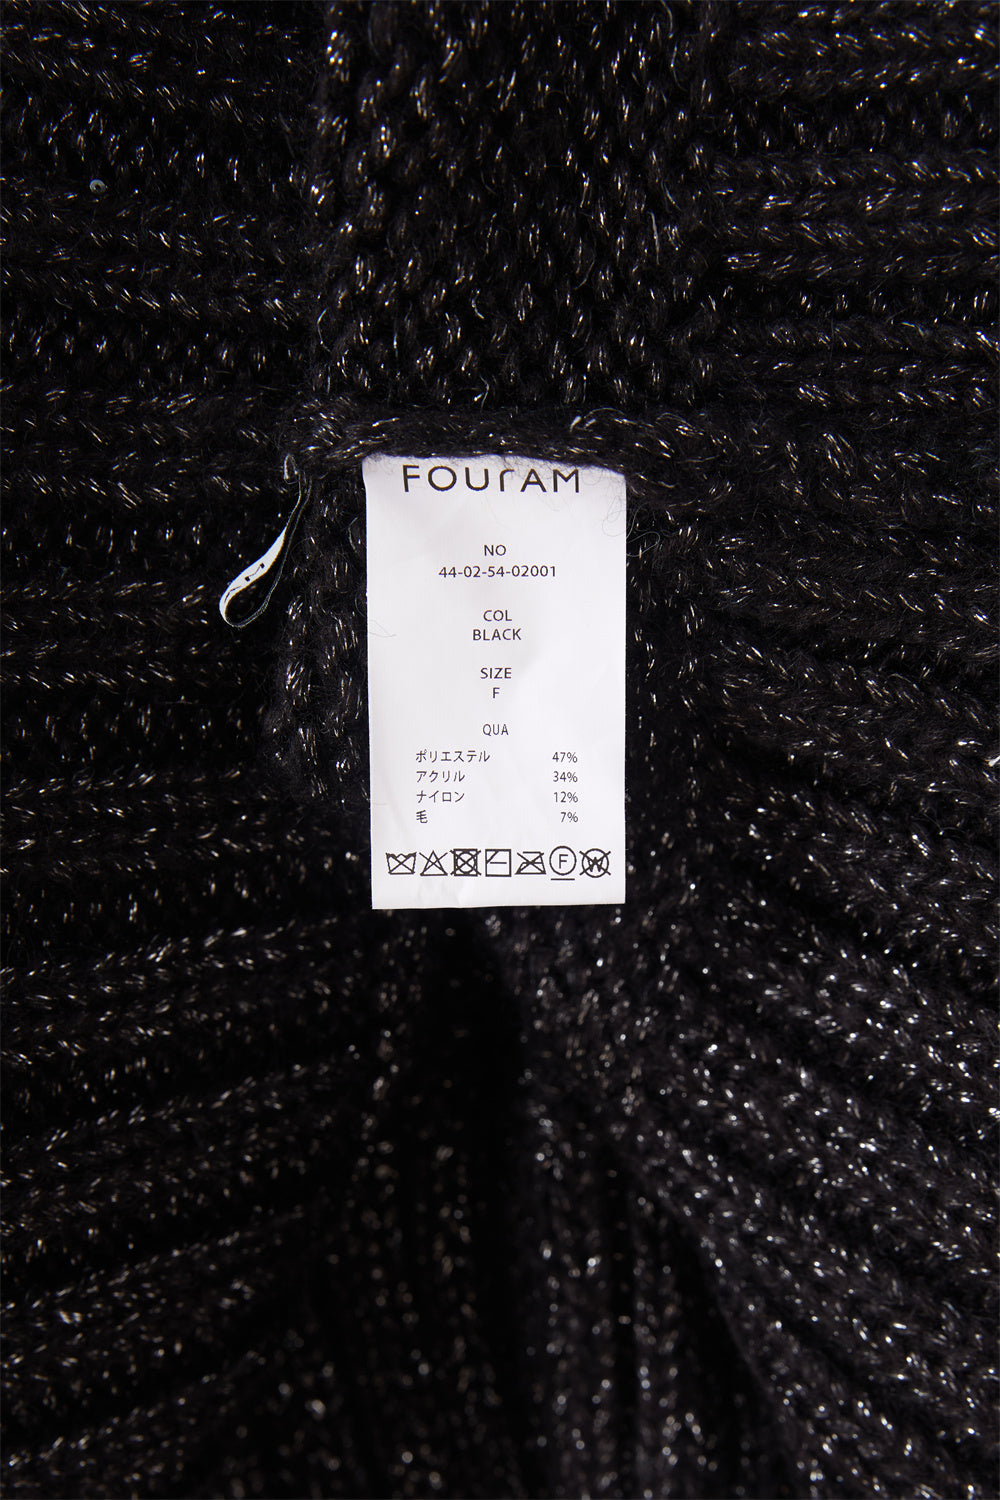 FOUrAM
NO
44-02-54-02001
COL
BLACK
SIZE
F
QUA
ポリエステル 47%
アクリル 34%
ナイロン 12%
毛 7%
F W